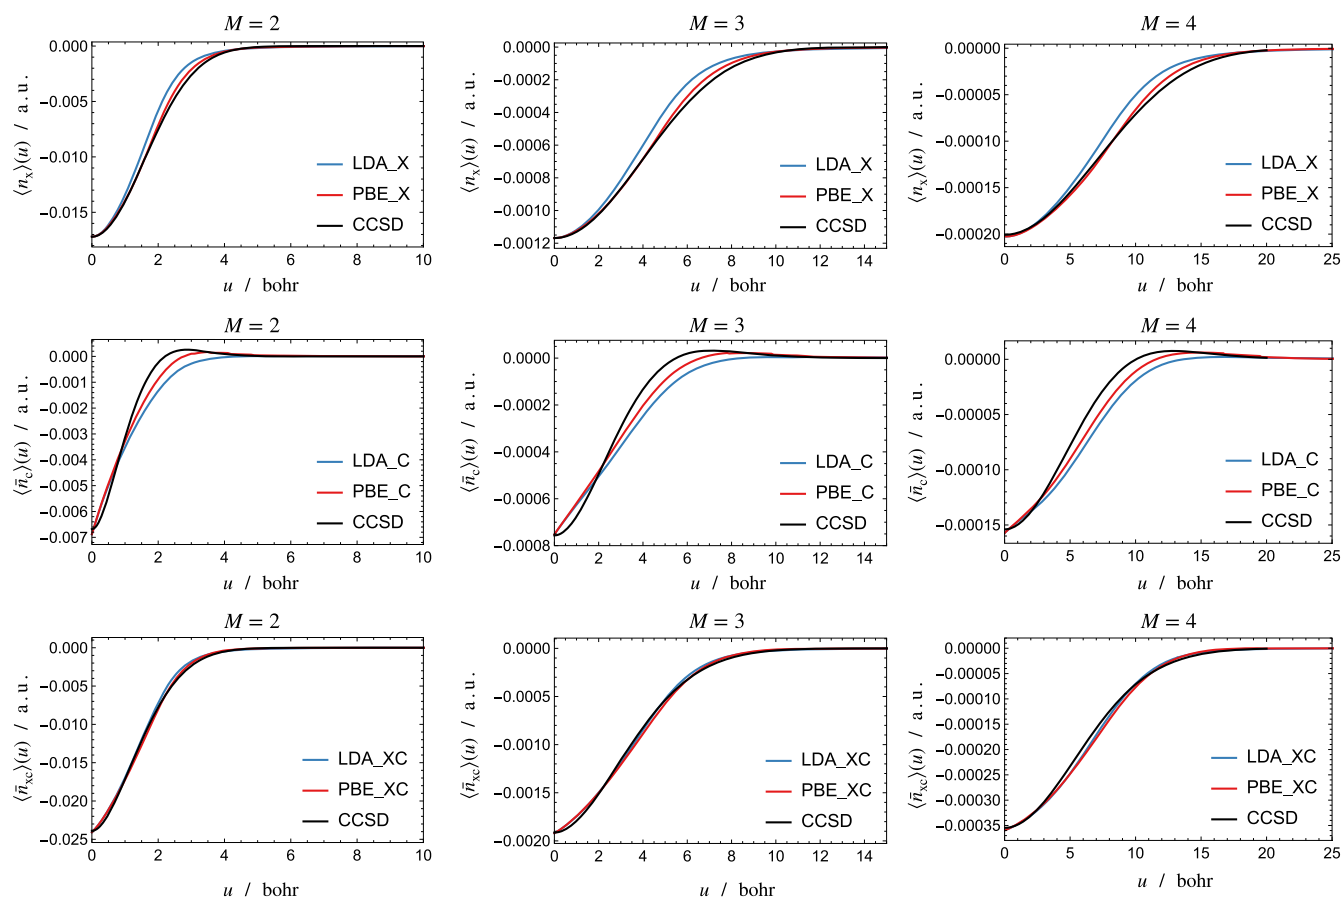 M = 2
0.000
−0.005
−0.010
−0.015
⟨nₓ⟩(u) / a.u.
LDA_X
PBE_X
CCSD
0 2 4 6 8 10
u / bohr
M = 3
0.0000
−0.0002
−0.0004
−0.0006
−0.0008
−0.0010
−0.0012
⟨nₓ⟩(u) / a.u.
LDA_X
PBE_X
CCSD
0 2 4 6 8 10 12 14
u / bohr
M = 4
0.00000
−0.00005
−0.00010
−0.00015
−0.00020
⟨nₓ⟩(u) / a.u.
LDA_X
PBE_X
CCSD
0 5 10 15 20 25
u / bohr
M = 2
0.000
−0.001
−0.002
−0.003
−0.004
−0.005
−0.006
−0.007
⟨n̄_c⟩(u) / a.u.
LDA_C
PBE_C
CCSD
0 2 4 6 8 10
u / bohr
M = 3
0.0000
−0.0002
−0.0004
−0.0006
−0.0008
⟨n̄_c⟩(u) / a.u.
LDA_C
PBE_C
CCSD
0 2 4 6 8 10 12 14
u / bohr
M = 4
0.00000
−0.00005
−0.00010
−0.00015
⟨n̄_c⟩(u) / a.u.
LDA_C
PBE_C
CCSD
0 5 10 15 20 25
u / bohr
M = 2
0.000
−0.005
−0.010
−0.015
−0.020
−0.025
⟨n̄_xc⟩(u) / a.u.
LDA_XC
PBE_XC
CCSD
0 2 4 6 8 10
u / bohr
M = 3
0.0000
−0.0005
−0.0010
−0.0015
−0.0020
⟨n̄_xc⟩(u) / a.u.
LDA_XC
PBE_XC
CCSD
0 2 4 6 8 10 12 14
u / bohr
M = 4
0.00000
−0.00005
−0.00010
−0.00015
−0.00020
−0.00025
−0.00030
−0.00035
⟨n̄_xc⟩(u) / a.u.
LDA_XC
PBE_XC
CCSD
0 5 10 15 20 25
u / bohr